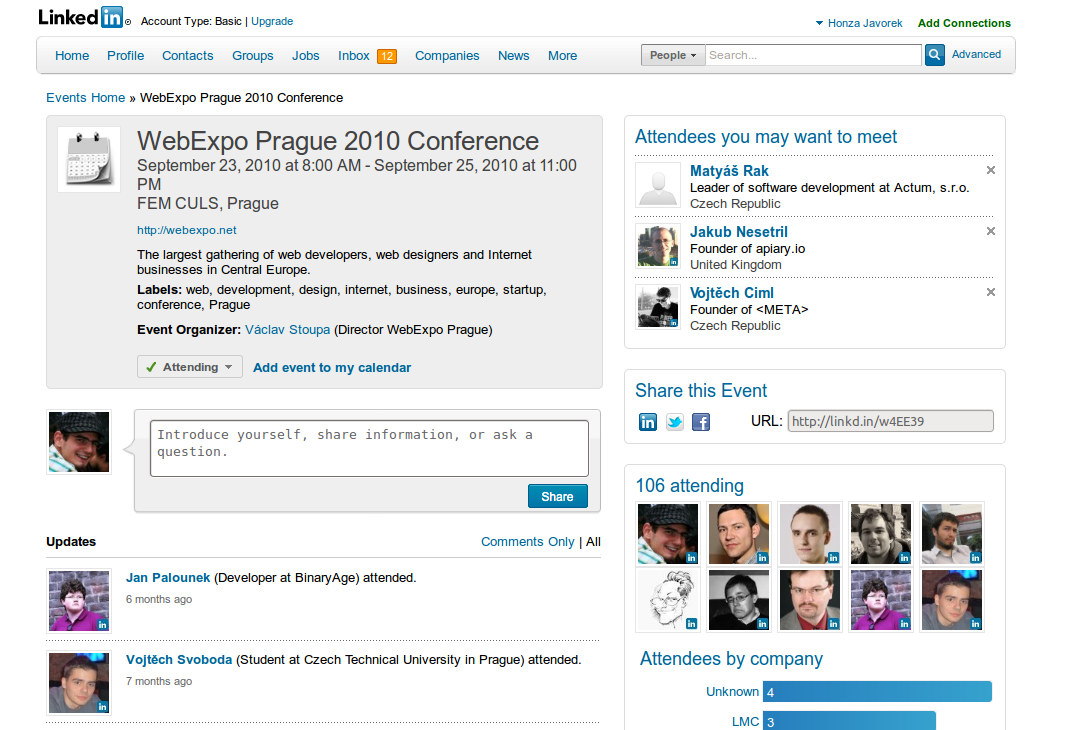 Linked in Account Type: Basic | Upgrade
Honza Javorek Add Connections
Home Profile Contacts Groups Jobs Inbox 12 Companies News More People Search... Advanced
Events Home » WebExpo Prague 2010 Conference
WebExpo Prague 2010 Conference
September 23, 2010 at 8:00 AM - September 25, 2010 at 11:00
PM
FEM CULS, Prague
http://webexpo.net
The largest gathering of web developers, web designers and Internet
businesses in Central Europe.
Labels: web, development, design, internet, business, europe, startup,
conference, Prague
Event Organizer: Václav Stoupa (Director WebExpo Prague)
Attending Add event to my calendar
Introduce yourself, share information, or ask a
question.
Share
Updates Comments Only | All
Jan Palounek (Developer at BinaryAge) attended.
6 months ago
Vojtěch Svoboda (Student at Czech Technical University in Prague) attended.
7 months ago
Attendees you may want to meet
Matyáš Rak
Leader of software development at Actum, s.r.o.
Czech Republic
Jakub Nesetril
Founder of apiary.io
United Kingdom
Vojtěch Ciml
Founder of <META>
Czech Republic
Share this Event
URL: http://linkd.in/w4EE39
106 attending
Attendees by company
Unknown 4
LMC 3